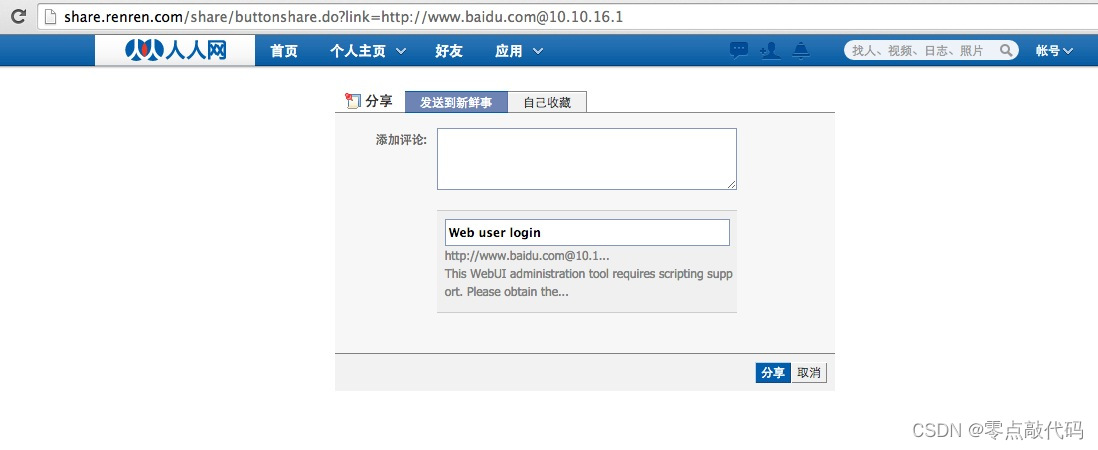 share.renren.com/share/buttonshare.do?link=http://www.baidu.com@10.10.16.1
人人网 首页 个人主页 好友 应用 找人、视频、日志、照片 帐号
分享 发送到新鲜事 自己收藏
添加评论:
Web user login
http://www.baidu.com@10.1...
This WebUI administration tool requires scripting supp
ort. Please obtain the...
分享 取消
CSDN @零点敲代码